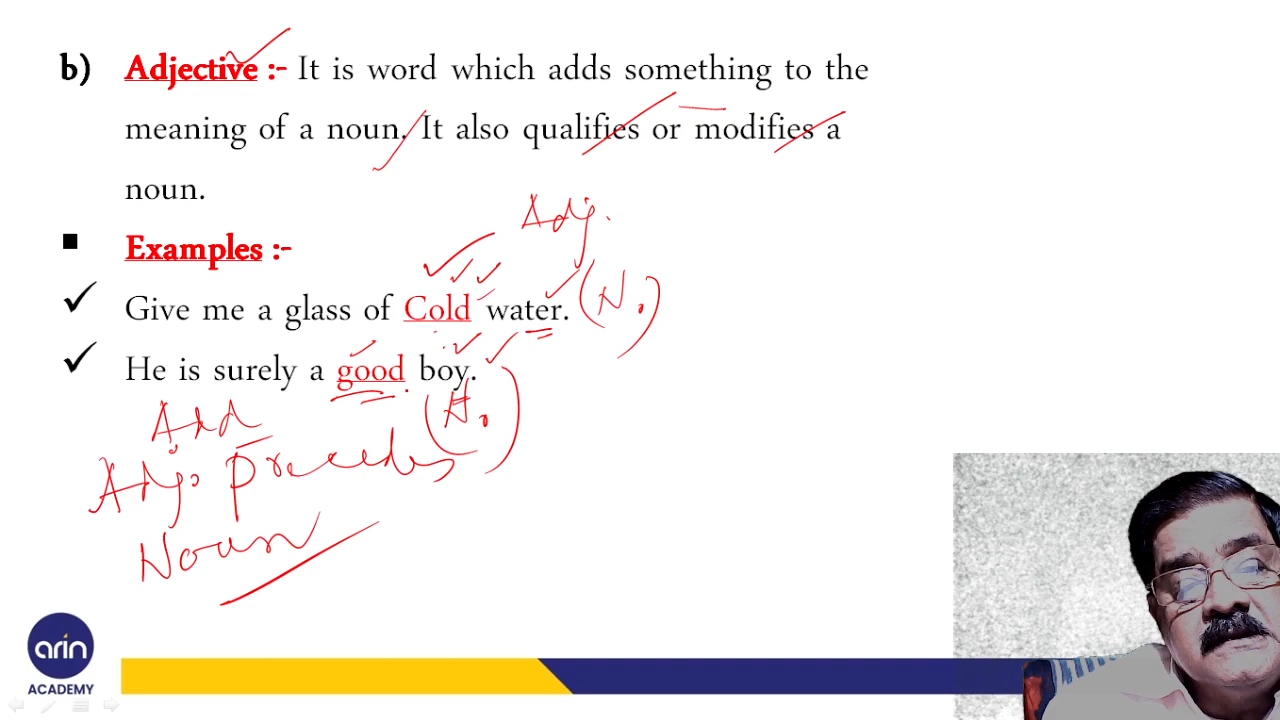 b) Adjective :- It is word which adds something to the
meaning of a noun. It also qualifies or modifies a
noun.
Adj.
Examples :-
Give me a glass of Cold water. (N.)
He is surely a good boy.
(N.)
And
Adj. Precedes
Noun
arin
ACADEMY